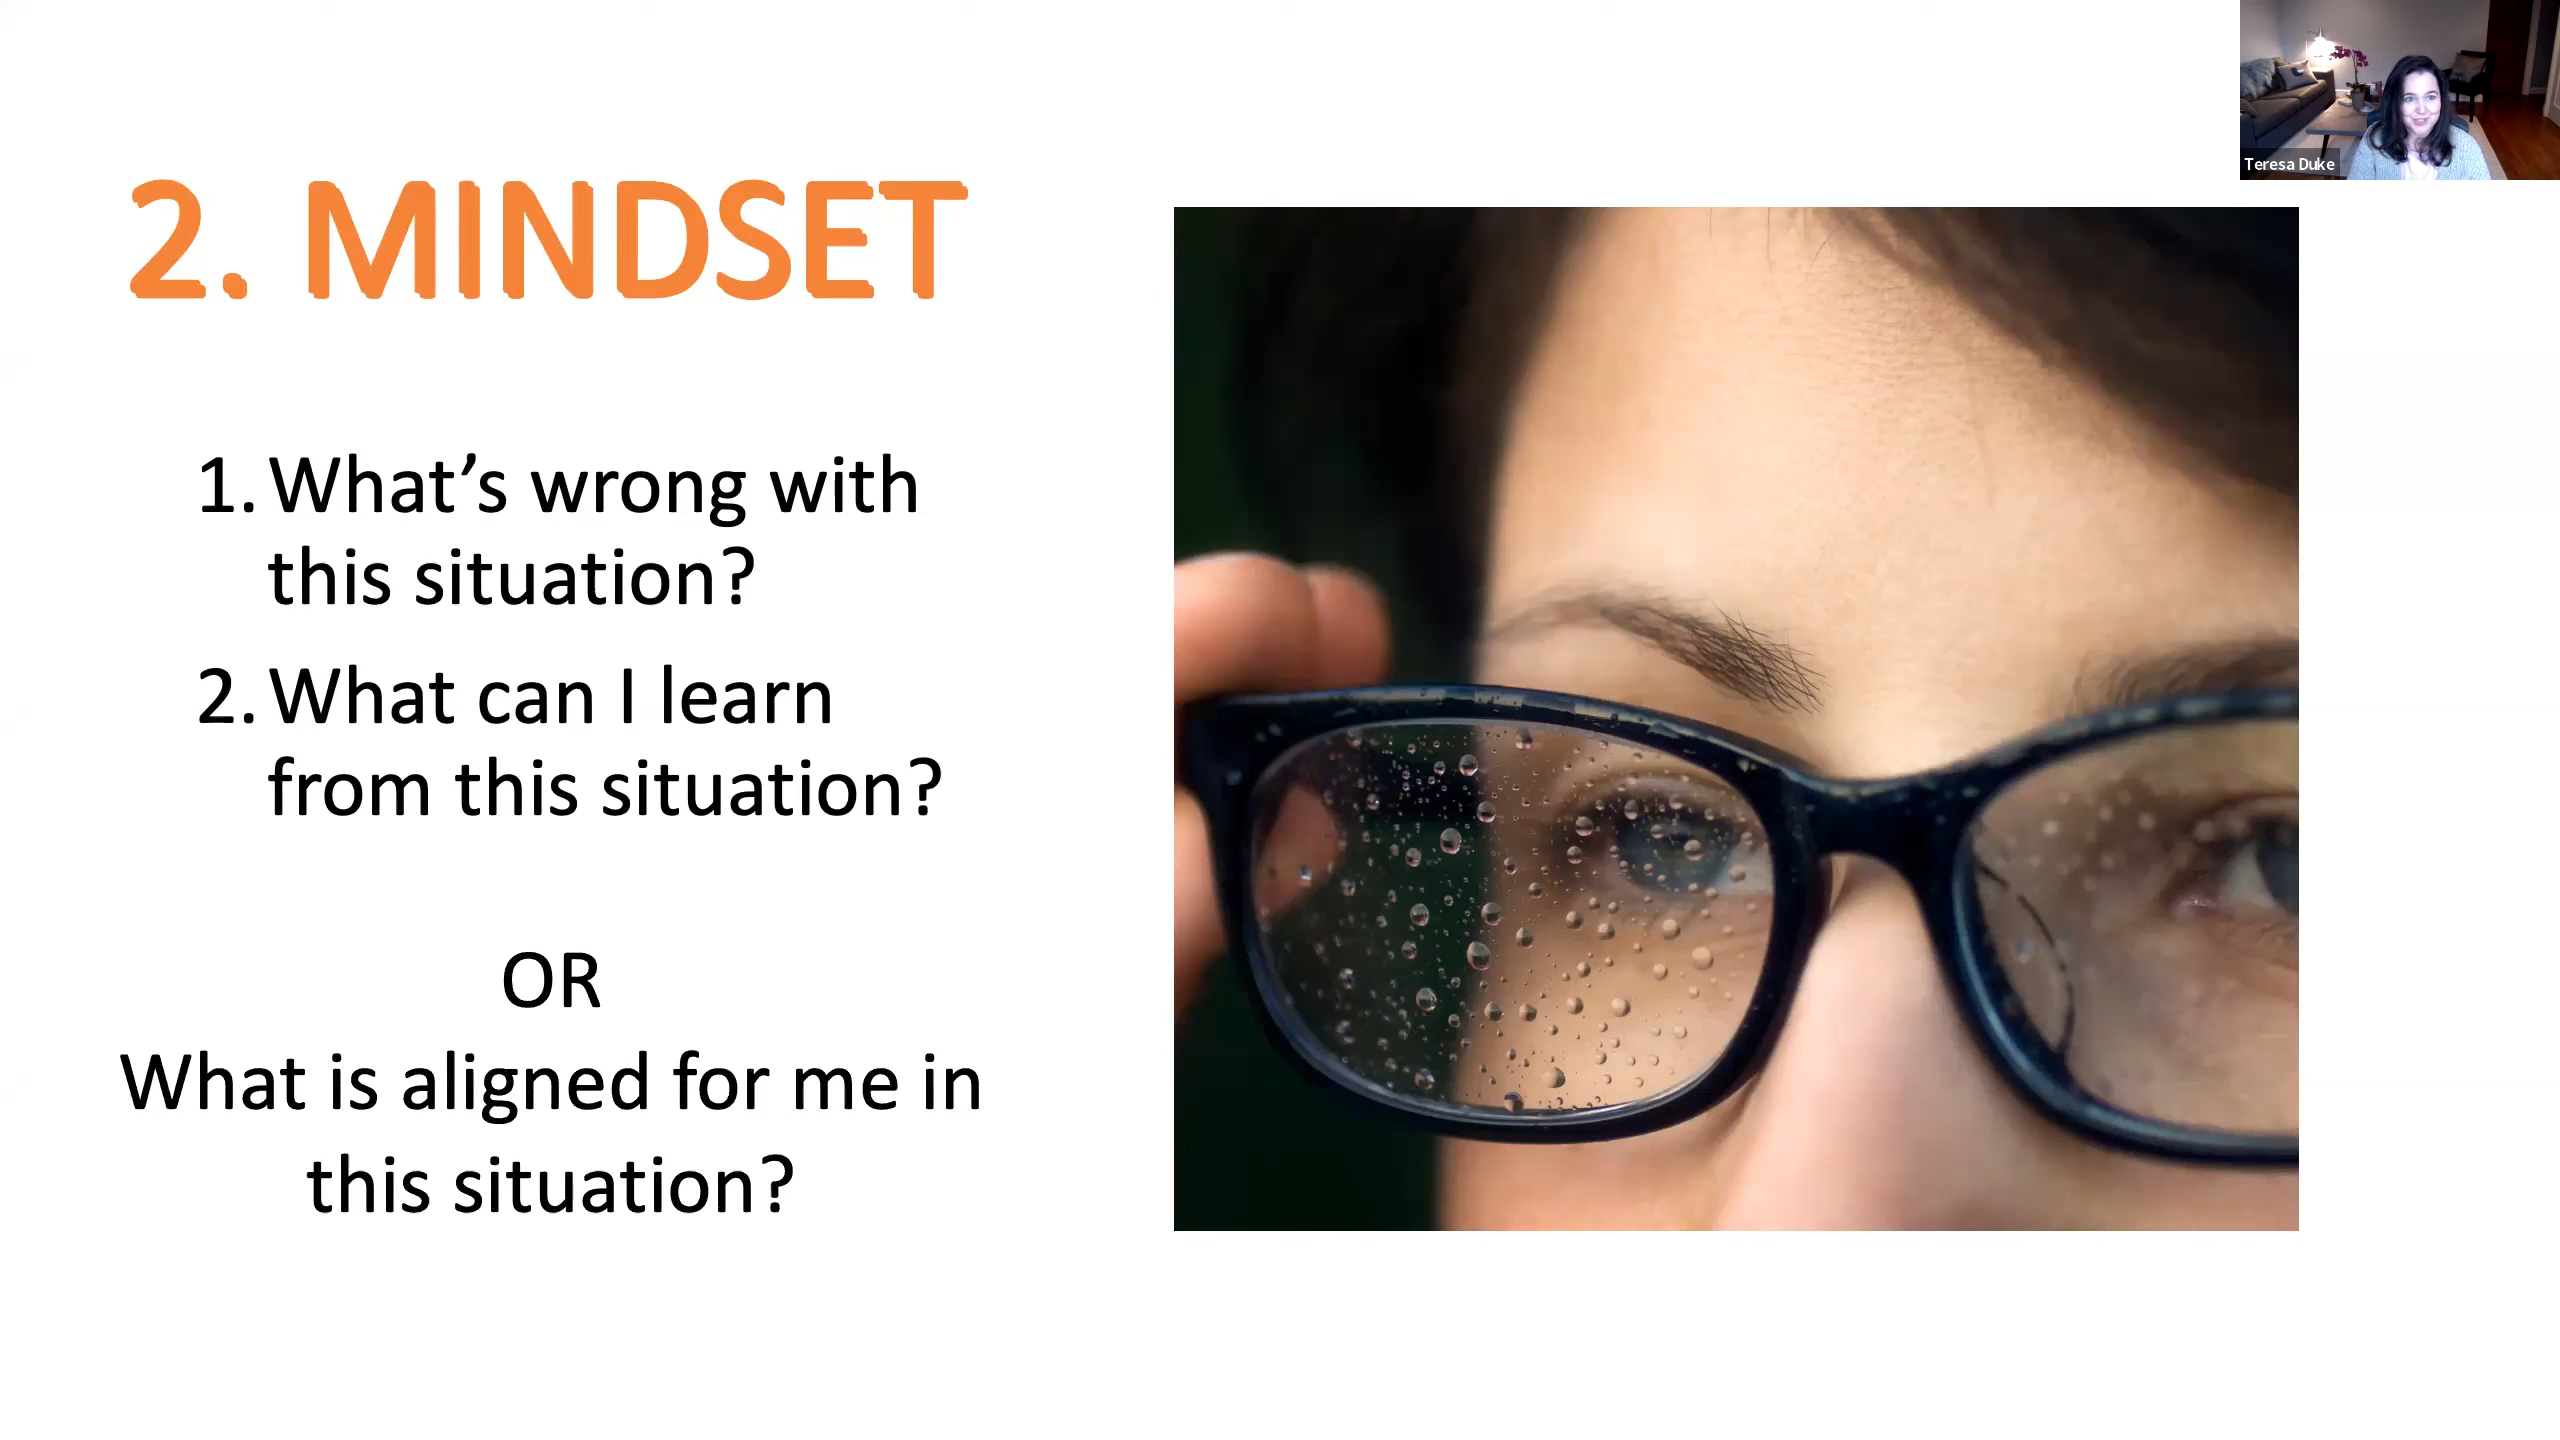 Teresa Duke
2. MINDSET
1. What’s wrong with
this situation?
2. What can I learn
from this situation?
OR
What is aligned for me in
this situation?